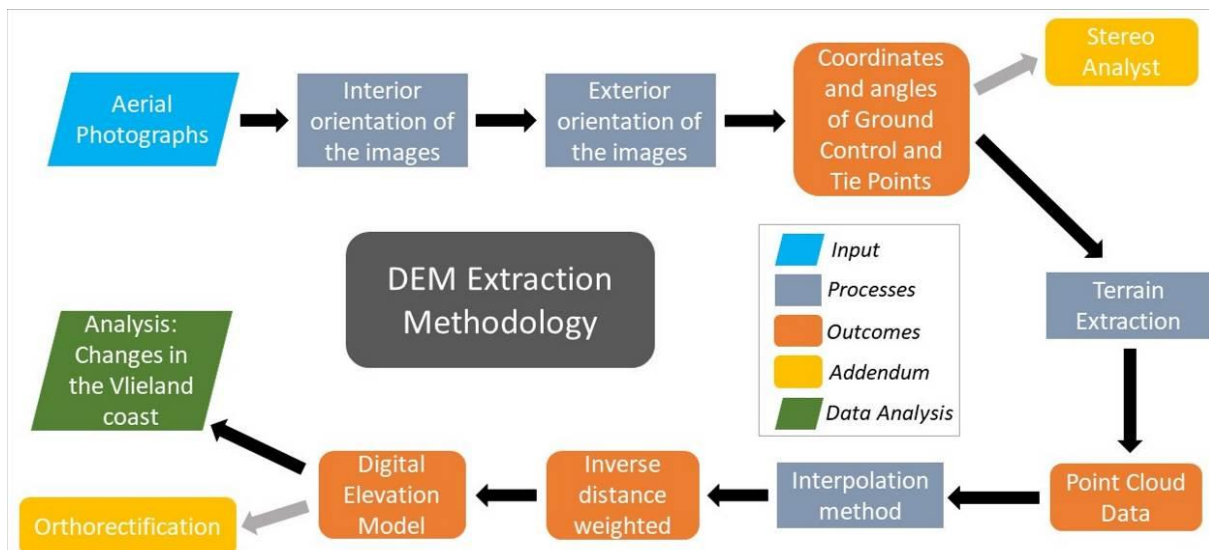 Aerial
Photographs
Interior
orientation of
the images
Exterior
orientation of
the images
Coordinates
and angles
of Ground
Control and
Tie Points
Stereo
Analyst
DEM Extraction
Methodology
Input
Processes
Outcomes
Addendum
Data Analysis
Terrain
Extraction
Analysis:
Changes in
the Vlieland
coast
Orthorectification
Digital
Elevation
Model
Inverse
distance
weighted
Interpolation
method
Point Cloud
Data